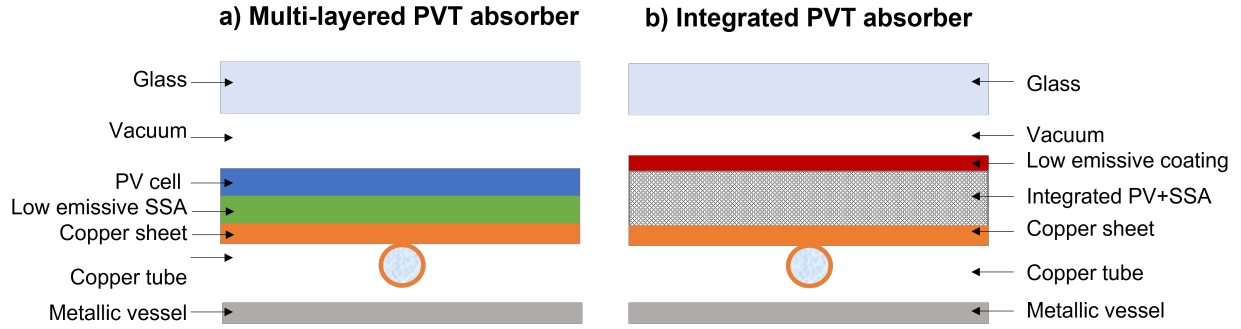 a) Multi-layered PVT absorber
Glass
Vacuum
PV cell
Low emissive SSA
Copper sheet
Copper tube
Metallic vessel
b) Integrated PVT absorber
Glass
Vacuum
Low emissive coating
Integrated PV+SSA
Copper sheet
Copper tube
Metallic vessel